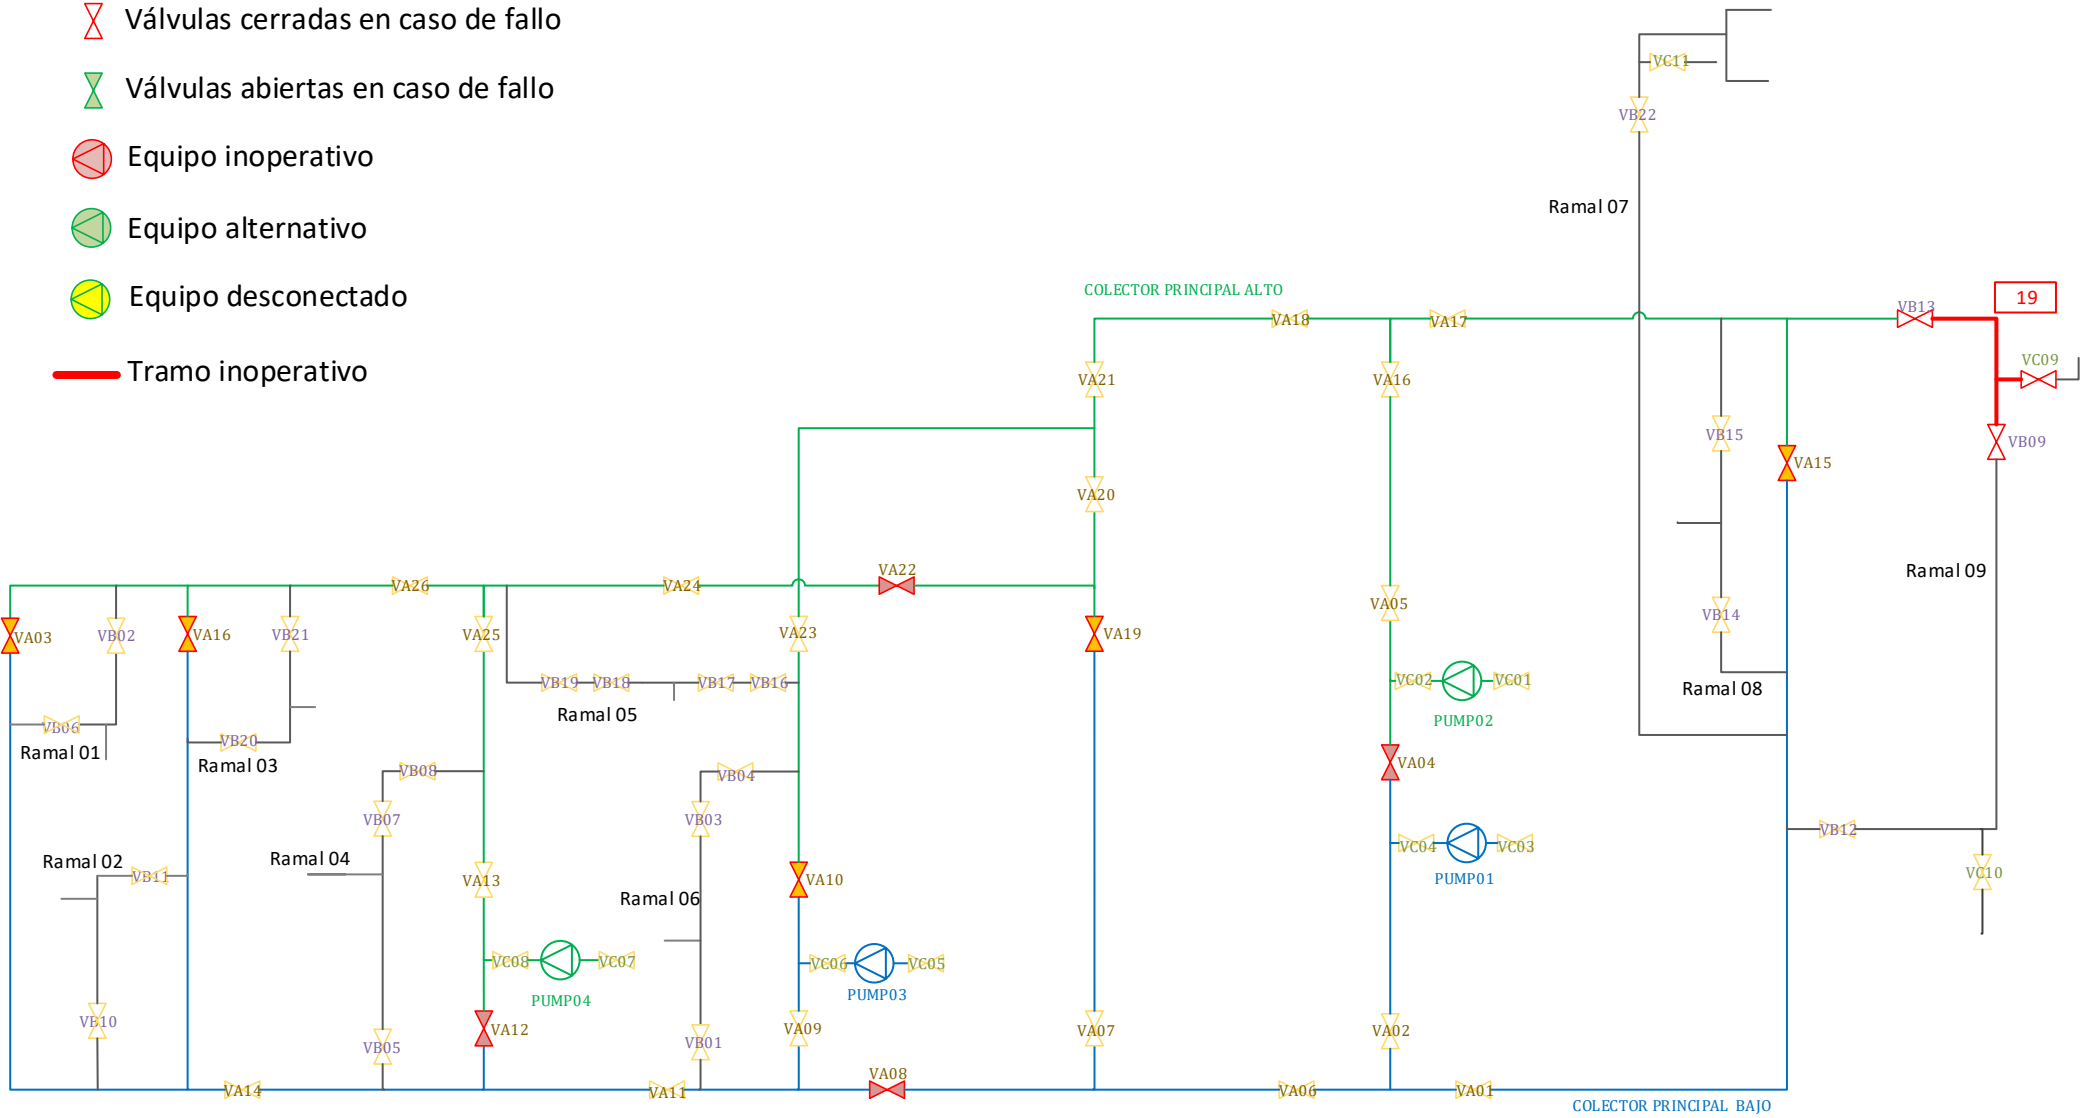 Válvulas cerradas en caso de fallo
Válvulas abiertas en caso de fallo
Equipo inoperativo
Equipo alternativo
Equipo desconectado
Tramo inoperativo
VC11
VB22
Ramal 07
COLECTOR PRINCIPAL ALTO
19
VB13
VA18
VA17
VC09
VA21
VA16
VB15
VB09
VA15
VA20
VA22
Ramal 09
VA26
VA24
VA05
VB14
VA03
VB02
VA16
VB21
VA25
VA23
VA19
VB19
VB18
VB17
VB16
VC02
VC01
Ramal 08
Ramal 05
PUMP02
VB06
Ramal 01
VB20
Ramal 03
VB08
VB04
VA04
VB07
VB03
VB12
VC04
VC03
Ramal 02
Ramal 04
VB11
VA13
VA10
PUMP01
VC10
Ramal 06
VC08
VC07
VC06
VC05
PUMP04
PUMP03
VB10
VA12
VA09
VA07
VA02
VB05
VB01
VA08
VA14
VA11
VA06
VA01
COLECTOR PRINCIPAL BAJO